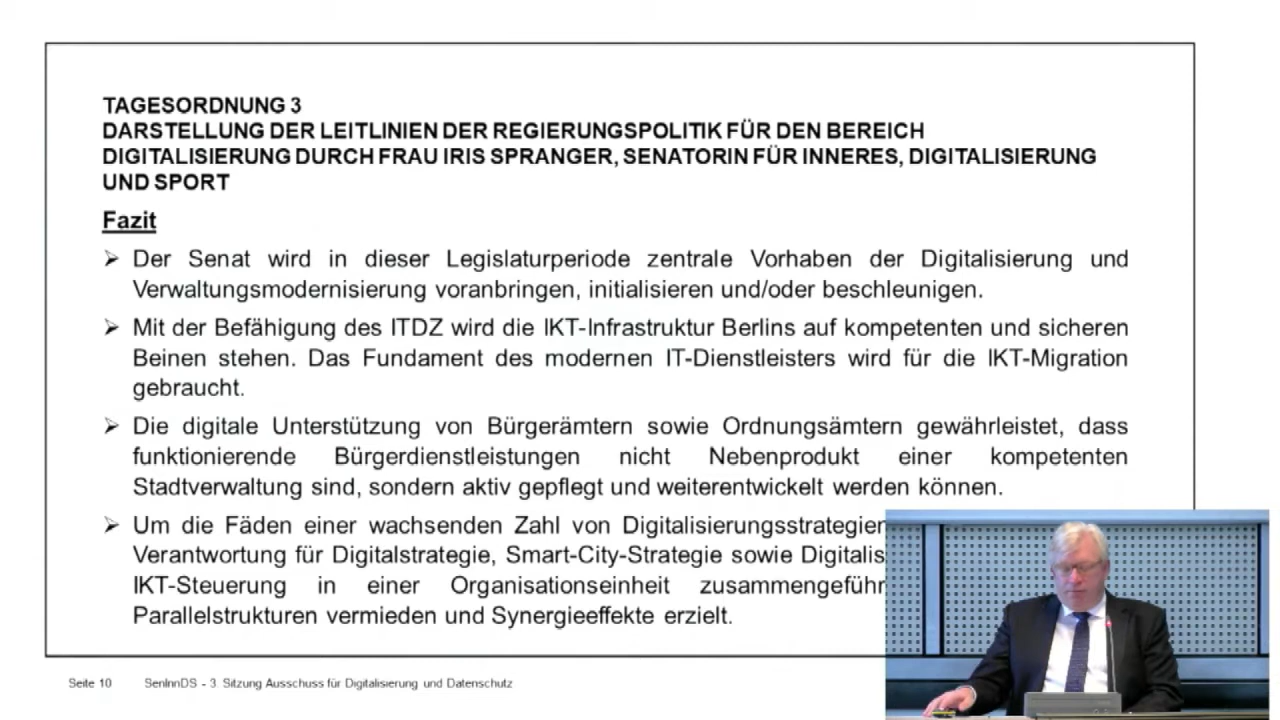 TAGESORDNUNG 3
DARSTELLUNG DER LEITLINIEN DER REGIERUNGSPOLITIK FÜR DEN BEREICH
DIGITALISIERUNG DURCH FRAU IRIS SPRANGER, SENATORIN FÜR INNERES, DIGITALISIERUNG
UND SPORT
Fazit
➢ Der Senat wird in dieser Legislaturperiode zentrale Vorhaben der Digitalisierung und
Verwaltungsmodernisierung voranbringen, initialisieren und/oder beschleunigen.
➢ Mit der Befähigung des ITDZ wird die IKT-Infrastruktur Berlins auf kompetenten und sicheren
Beinen stehen. Das Fundament des modernen IT-Dienstleisters wird für die IKT-Migration
gebraucht.
➢ Die digitale Unterstützung von Bürgerämtern sowie Ordnungsämtern gewährleistet, dass
funktionierende Bürgerdienstleistungen nicht Nebenprodukt einer kompetenten
Stadtverwaltung sind, sondern aktiv gepflegt und weiterentwickelt werden können.
➢ Um die Fäden einer wachsenden Zahl von Digitalisierungsstrategien
Verantwortung für Digitalstrategie, Smart-City-Strategie sowie Digitalis
IKT-Steuerung in einer Organisationseinheit zusammengeführ
Parallelstrukturen vermieden und Synergieeffekte erzielt.
Seite 10 SenInnDS - 3. Sitzung Ausschuss für Digitalisierung und Datenschutz